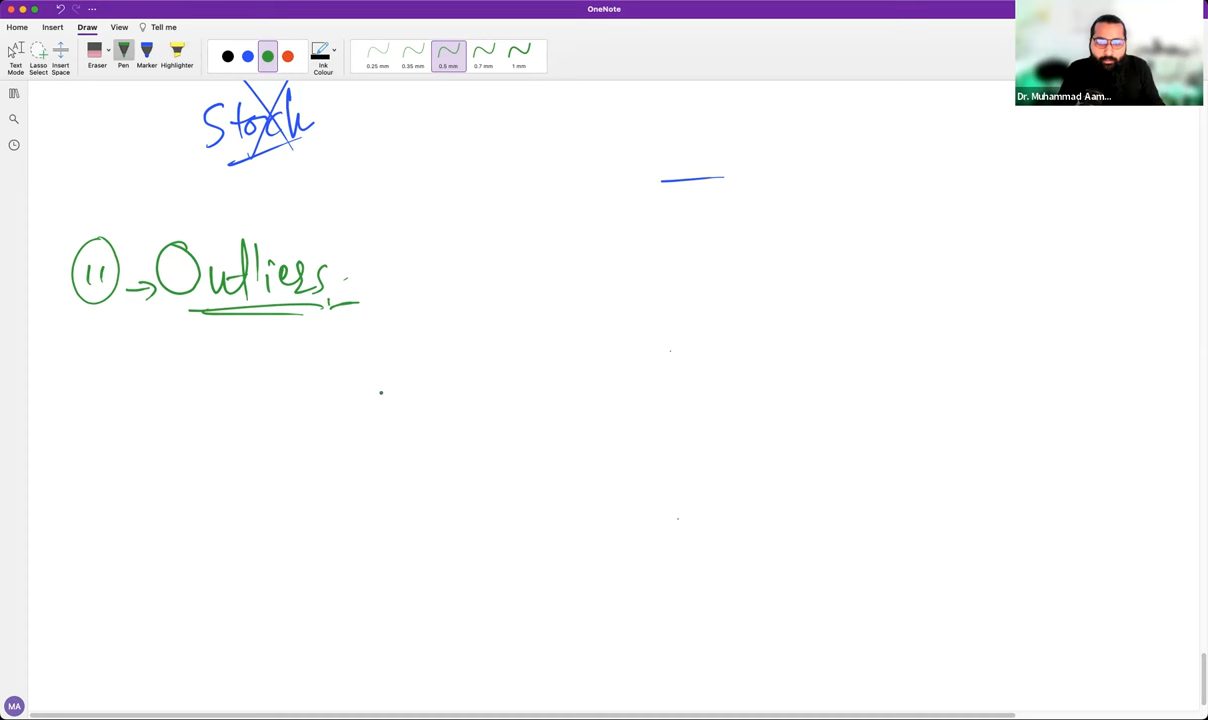 OneNote
Home Insert Draw View Tell me
Text Mode
Lasso Select
Insert Space
Eraser
Pen
Marker
Highlighter
Ink Colour
0.25 mm
0.35 mm
0.5 mm
0.7 mm
1 mm
Dr. Muhammad Aam...
Stock
11 → Outliers
MA